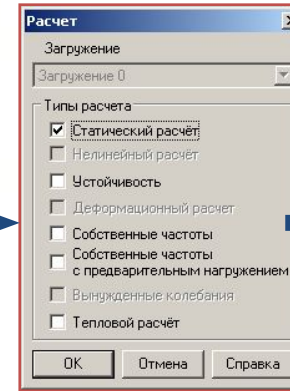 Расчет
Загружение
Загружение 0
Типы расчета
Статический расчёт
Нелинейный расчёт
Устойчивость
Деформационный расчет
Собственные частоты
Собственные частоты
с предварительным нагружением
Вынужденные колебания
Тепловой расчёт
OK
Отмена
Справка